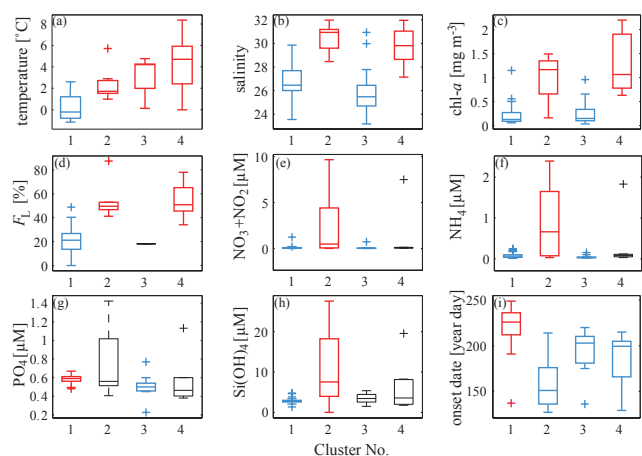 (a) (b) (c)
temperature [˚C] 8 6 4 2 0 1 2 3 4
salinity 32 30 28 26 24 1 2 3 4
chl-a [mg m-3] 2 1.5 1 0.5 0 1 2 3 4
(d) (e) (f)
FL [%] 80 60 40 20 0 1 2 3 4
NO3+NO2 [µM] 10 5 0 1 2 3 4
NH4 [µM] 2 1 0 1 2 3 4
(g) (h) (i)
PO4 [µM] 1.4 1.2 1 0.8 0.6 0.4 0.2 1 2 3 4
Si(OH)4 [µM] 20 10 0 1 2 3 4
onset date [year day] 250 200 150 1 2 3 4
Cluster No.